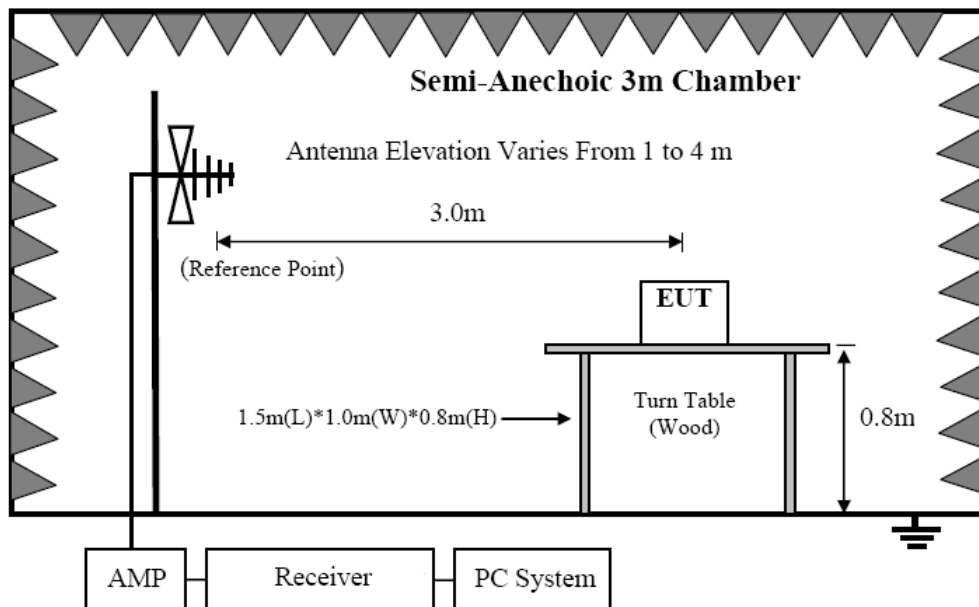 Semi-Anechoic 3m Chamber
Antenna Elevation Varies From 1 to 4 m
3.0m
(Reference Point)
EUT
1.5m(L)*1.0m(W)*0.8m(H)
Turn Table
(Wood)
0.8m
AMP
Receiver
PC System